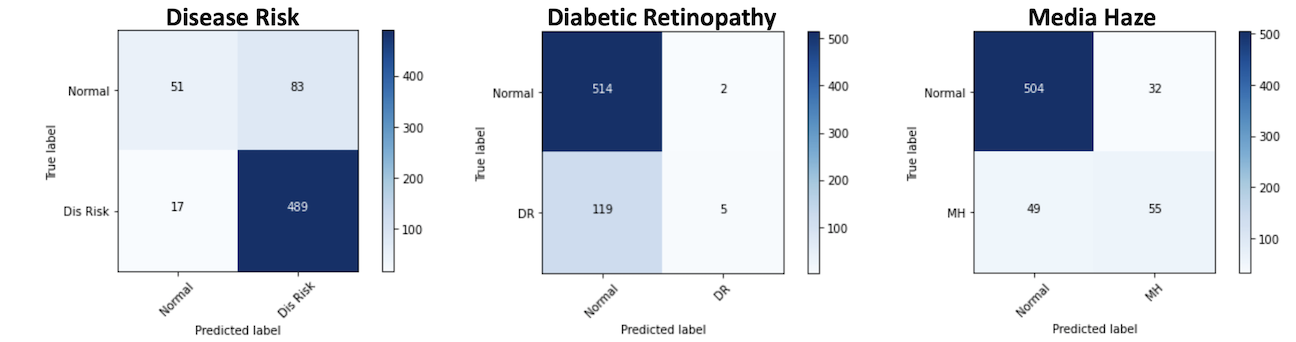 Disease Risk
Normal
51
83
True label
Dis Risk
17
489
Normal
Dis Risk
Predicted label
400
300
200
100
Diabetic Retinopathy
Normal
514
2
True label
DR
119
5
Normal
DR
Predicted label
500
400
300
200
100
Media Haze
Normal
504
32
True label
MH
49
55
Normal
MH
Predicted label
500
400
300
200
100